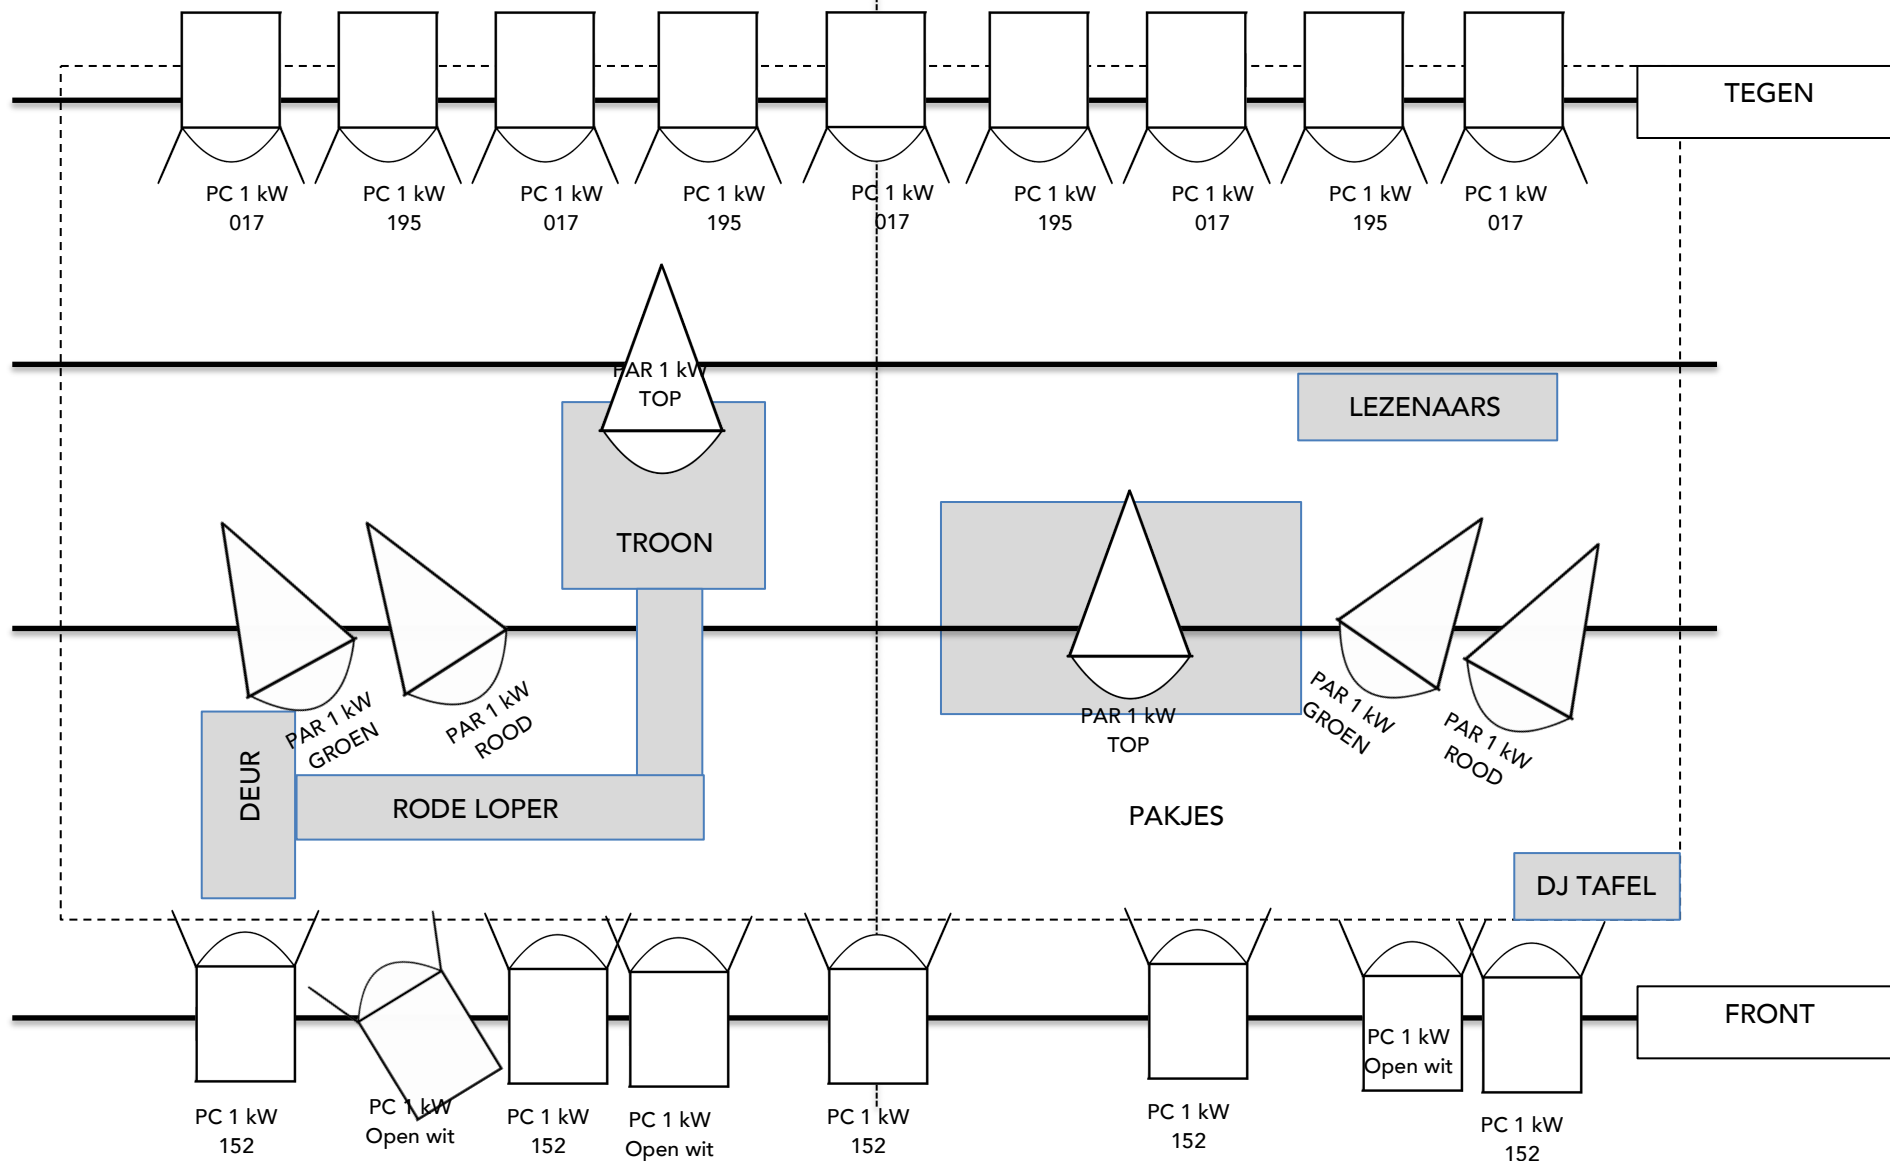 TEGEN
PC 1 kW
017
PC 1 kW
195
PC 1 kW
017
PC 1 kW
195
PC 1 kW
017
PC 1 kW
195
PC 1 kW
017
PC 1 kW
195
PC 1 kW
017
PAR 1 kW
TOP
LEZENAARS
TROON
PAR 1 kW
GROEN
PAR 1 kW
ROOD
PAR 1 kW
TOP
PAR 1 kW
GROEN
PAR 1 kW
ROOD
DEUR
RODE LOPER
PAKJES
DJ TAFEL
FRONT
PC 1 kW
152
PC 1 kW
Open wit
PC 1 kW
152
PC 1 kW
Open wit
PC 1 kW
152
PC 1 kW
152
PC 1 kW
Open wit
PC 1 kW
152